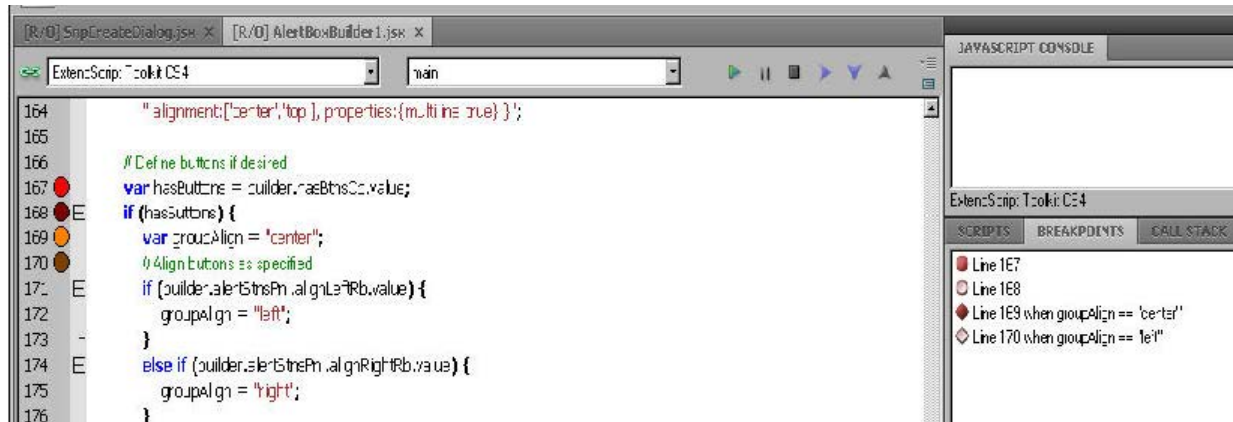 [R/O] SnpCreateDialog.jsx × [R/O] AlertBoxBuilder1.jsx ×
ExtendScript Toolkit CS4 main
164 " alignment:['center','top'], properties:{multiline:true} }";
165
166 // Define buttons if desired
167 var hasButtons = builder.hasBtnsCb.value;
168 if (hasButtons) {
169 var groupAlign = "center";
170 // Align buttons as specified
171 if (builder.alertBtnsPnl.alignLeftRb.value) {
172 groupAlign = "left";
173 }
174 else if (builder.alertBtnsPnl.alignRightRb.value) {
175 groupAlign = "right";
176 }
JAVASCRIPT CONSOLE
ExtendScript Toolkit CS4
SCRIPTS BREAKPOINTS CALL STACK
Line 167
Line 168
Line 169 when groupAlign == "center"
Line 170 when groupAlign == "left"